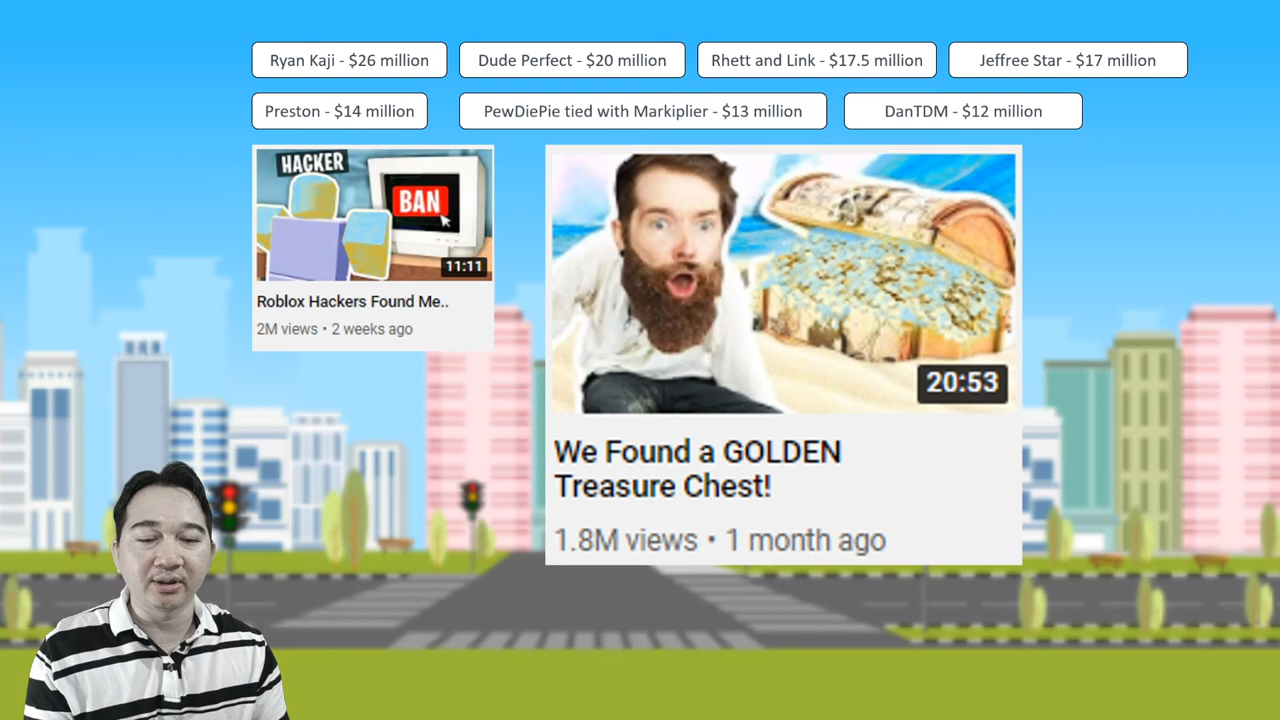 Ryan Kaji - $26 million
Dude Perfect - $20 million
Rhett and Link - $17.5 million
Jeffree Star - $17 million
Preston - $14 million
PewDiePie tied with Markiplier - $13 million
DanTDM - $12 million
HACKER
BAN
11:11
Roblox Hackers Found Me..
2M views • 2 weeks ago
20:53
We Found a GOLDEN
Treasure Chest!
1.8M views • 1 month ago